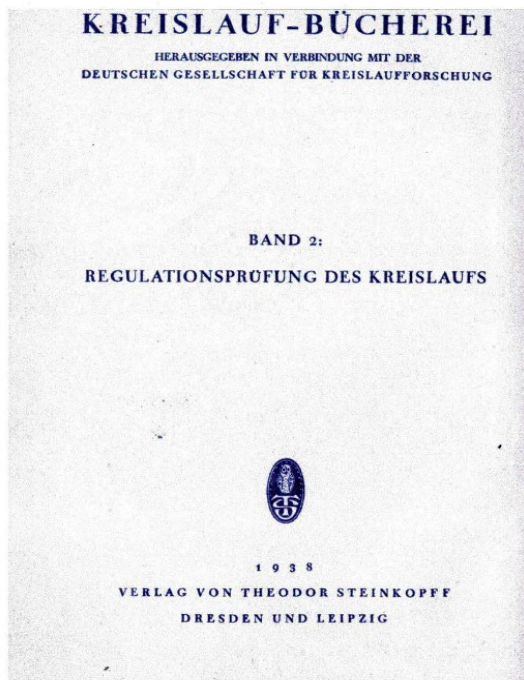 KREISLAUF-BÜCHEREI
HERAUSGEGEBEN IN VERBINDUNG MIT DER
DEUTSCHEN GESELLSCHAFT FÜR KREISLAUFFORSCHUNG
BAND 2:
REGULATIONSPRÜFUNG DES KREISLAUFS
1938
VERLAG VON THEODOR STEINKOPFF
DRESDEN UND LEIPZIG